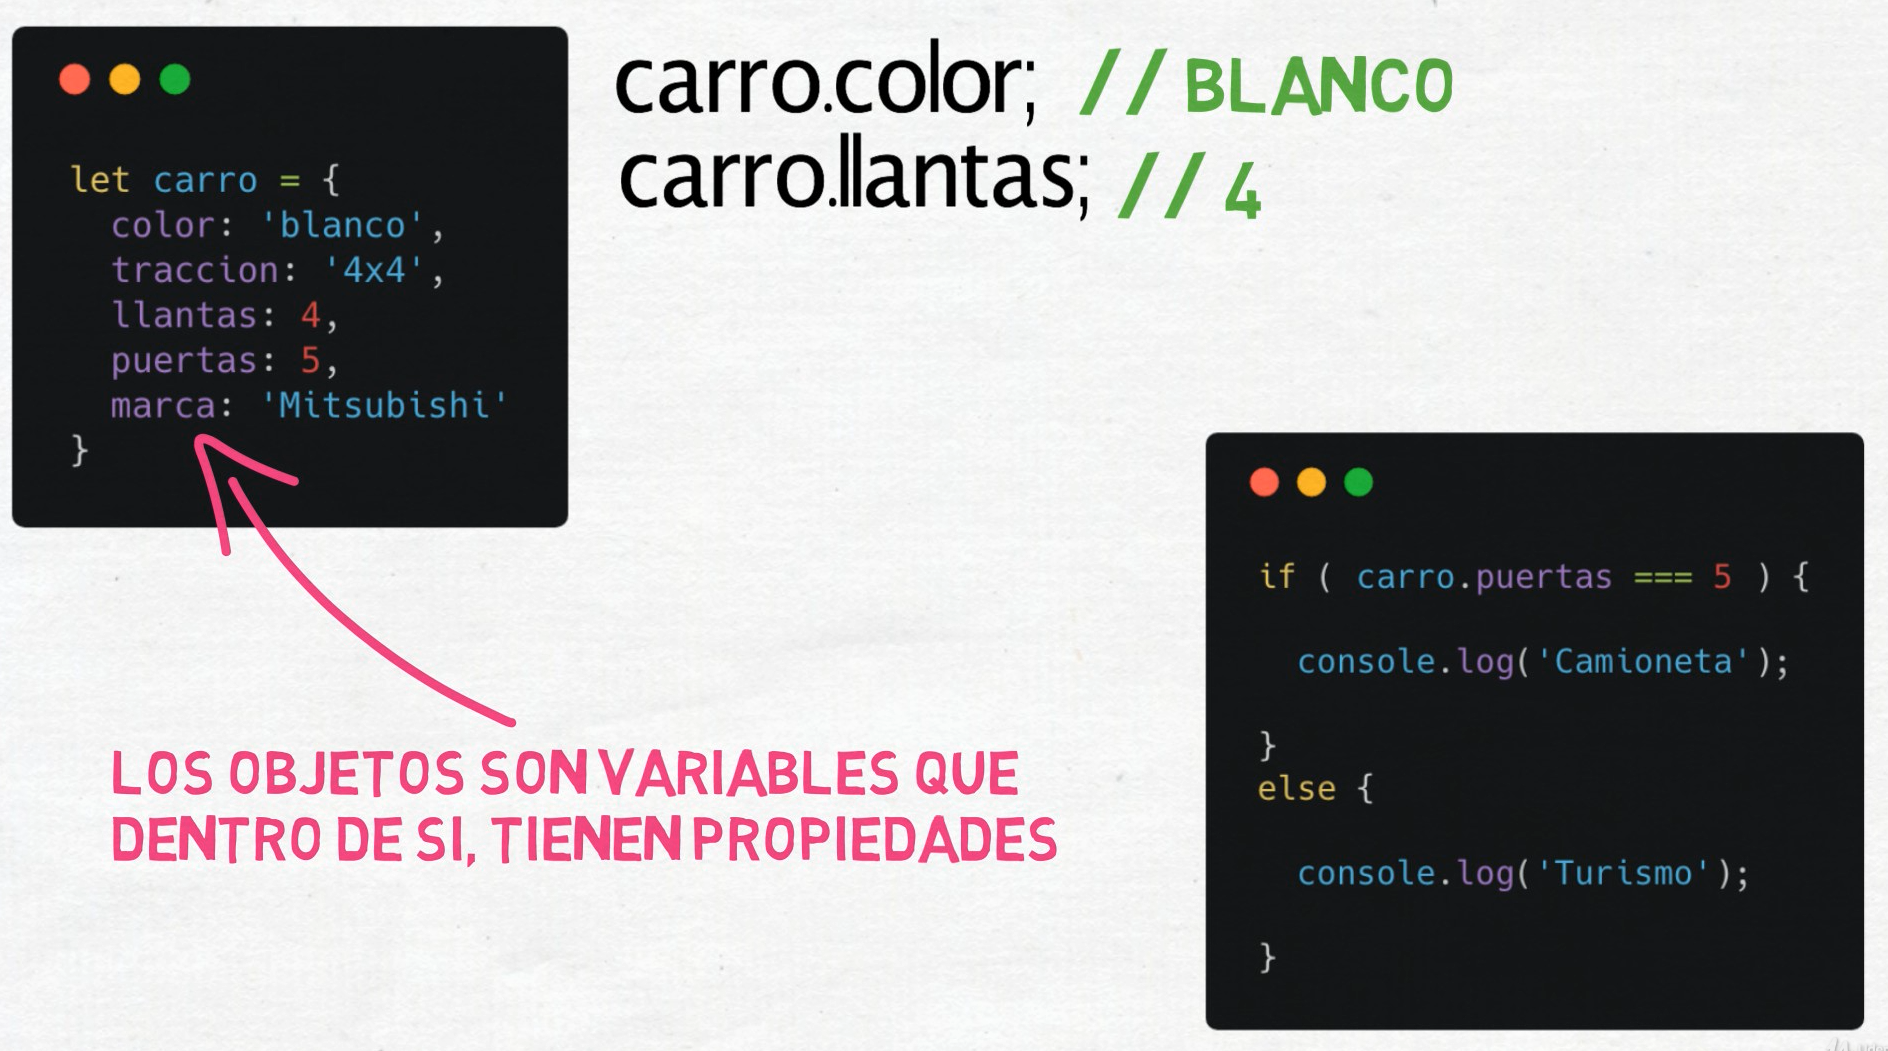 let carro = {
color: 'blanco',
traccion: '4x4',
llantas: 4,
puertas: 5,
marca: 'Mitsubishi'
}
carro.color; // BLANCO
carro.llantas; // 4
LOS OBJETOS SON VARIABLES QUE
DENTRO DE SI, TIENEN PROPIEDADES
if ( carro.puertas === 5 ) {
console.log('Camioneta');
}
else {
console.log('Turismo');
}